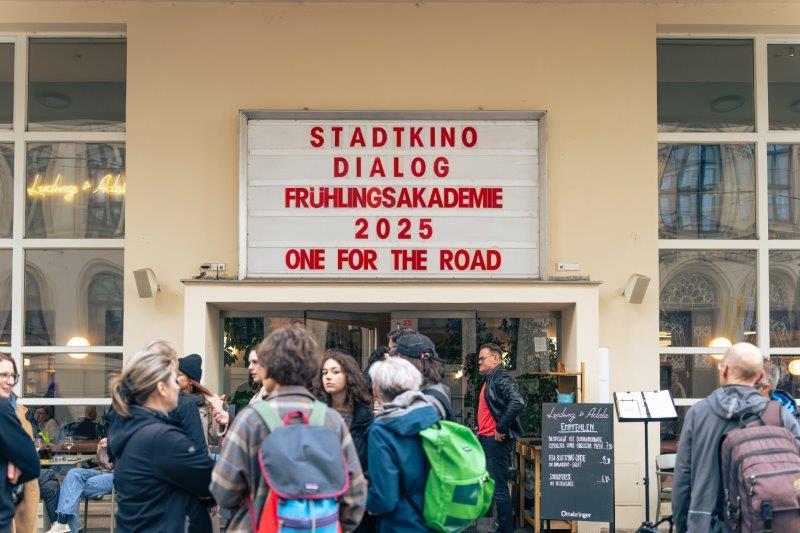 STADTKINO
DIALOG
FRÜHLINGSAKADEMIE
2025
ONE FOR THE ROAD
Ludwig & Adele
Ludwig & Adele
EMPFEHLEN
Ottakringer